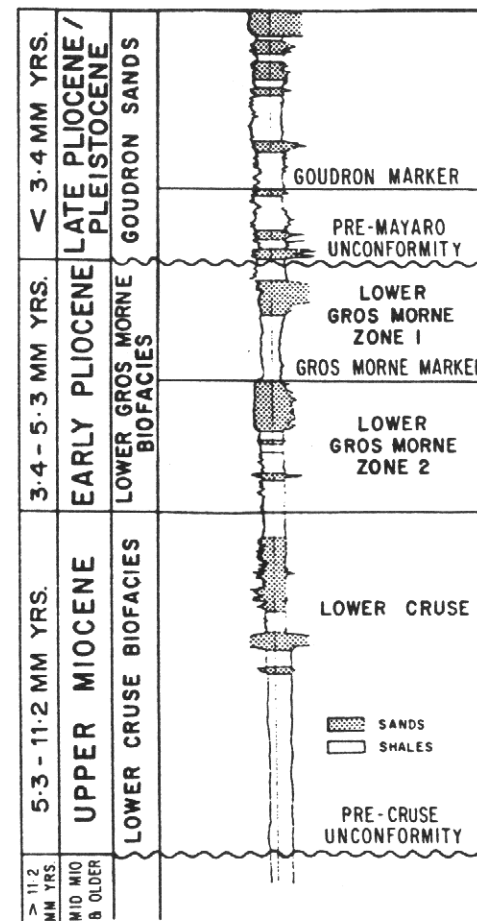 < 3·4 MM YRS.
LATE PLIOCENE/
PLEISTOCENE
GOUDRON SANDS
GOUDRON MARKER
PRE-MAYARO
UNCONFORMITY
3·4-5·3 MM YRS.
EARLY PLIOCENE
LOWER GROS MORNE
BIOFACIES
LOWER
GROS MORNE
ZONE 1
GROS MORNE MARKER
LOWER
GROS MORNE
ZONE 2
5·3-11·2 MM YRS.
UPPER MIOCENE
LOWER CRUSE BIOFACIES
LOWER CRUSE
SANDS
SHALES
PRE-CRUSE
UNCONFORMITY
> 11·2
MM YRS.
MID MIO
& OLDER